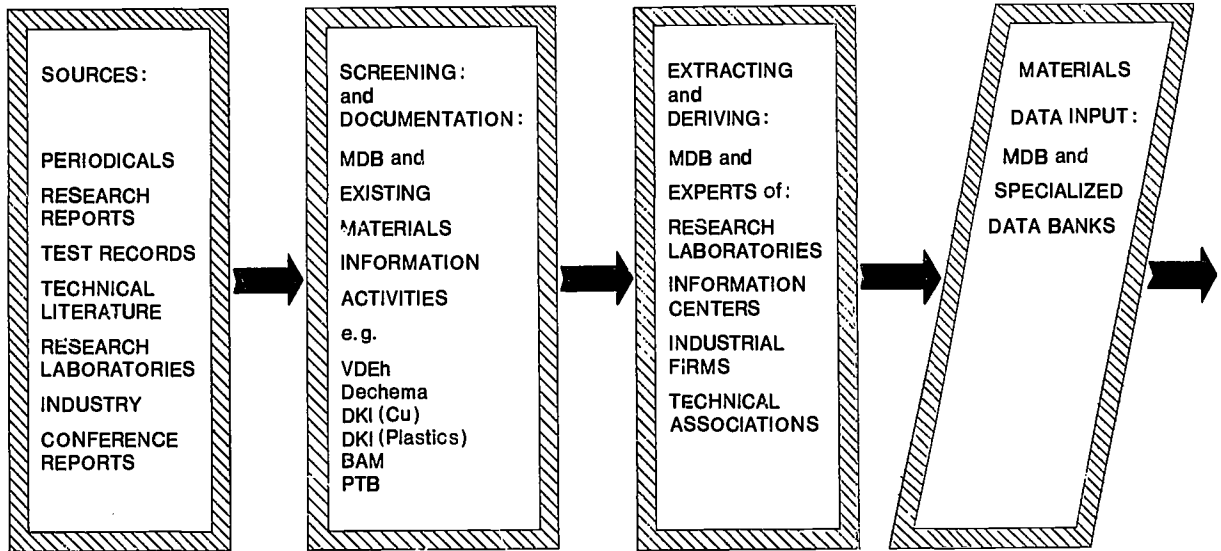 SOURCES:
PERIODICALS
RESEARCH
REPORTS
TEST RECORDS
TECHNICAL
LITERATURE
RESEARCH
LABORATORIES
INDUSTRY
CONFERENCE
REPORTS
SCREENING:
and
DOCUMENTATION:
MDB and
EXISTING
MATERIALS
INFORMATION
ACTIVITIES
e.g.
VDEh
Dechema
DKI (Cu)
DKI (Plastics)
BAM
PTB
EXTRACTING
and
DERIVING:
MDB and
EXPERTS of:
RESEARCH
LABORATORIES
INFORMATION
CENTERS
INDUSTRIAL
FIRMS
TECHNICAL
ASSOCIATIONS
MATERIALS
DATA INPUT:
MDB and
SPECIALIZED
DATA BANKS